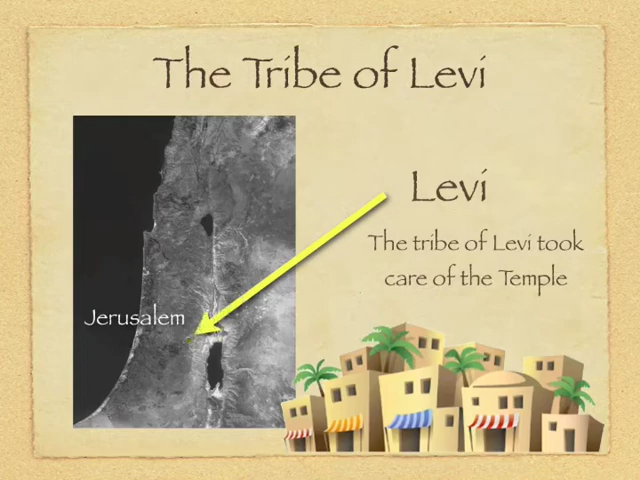 The Tribe of Levi
Levi
The tribe of Levi took
care of the Temple
Jerusalem